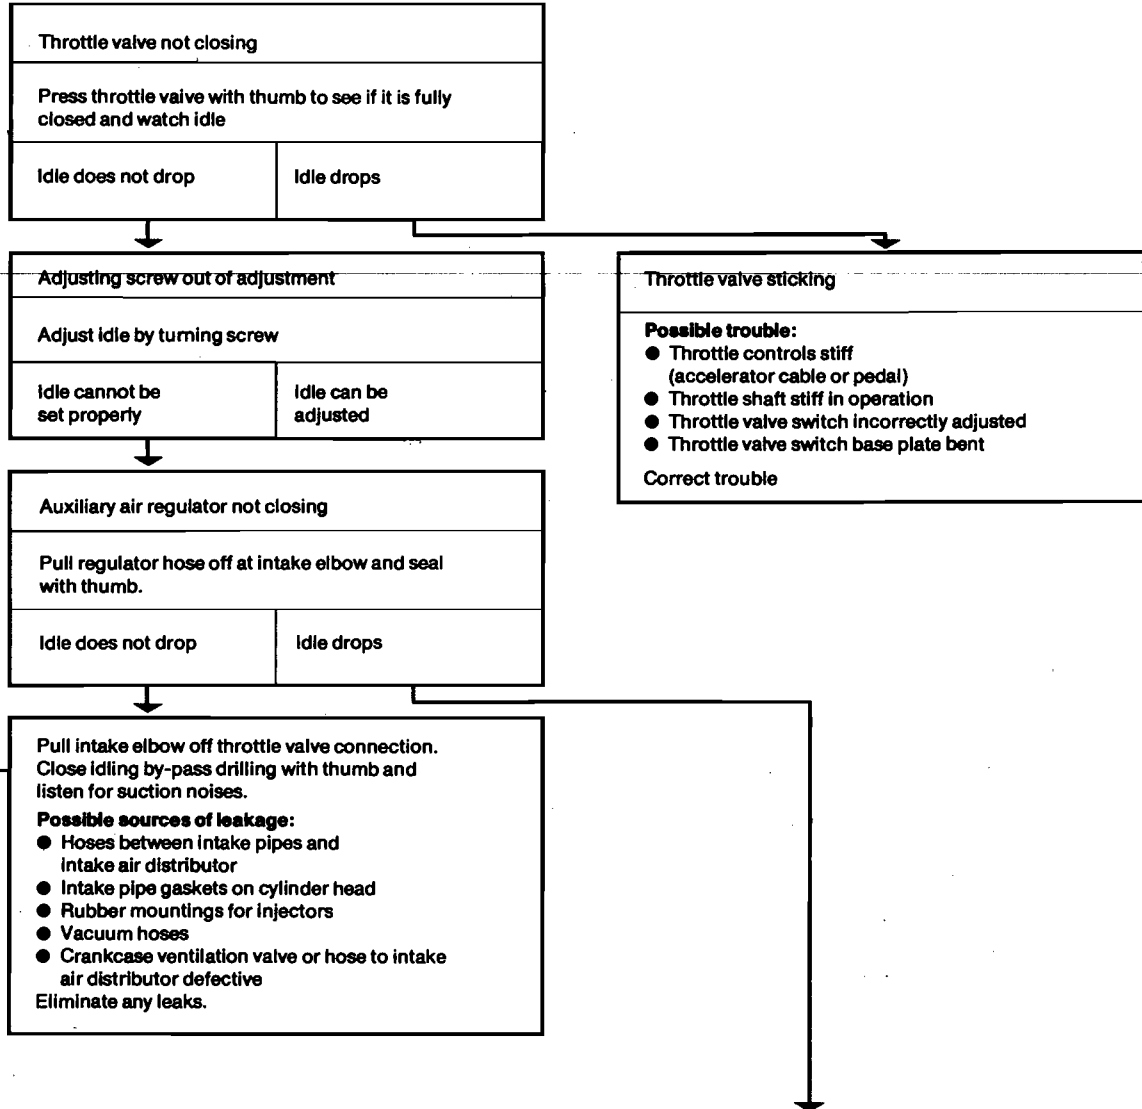 Throttle valve not closing
Press throttle valve with thumb to see if it is fully
closed and watch idle
Idle does not drop
Idle drops
Adjusting screw out of adjustment
Adjust idle by turning screw
Idle cannot be
set properly
Idle can be
adjusted
Throttle valve sticking
Possible trouble:
● Throttle controls stiff
(accelerator cable or pedal)
● Throttle shaft stiff in operation
● Throttle valve switch incorrectly adjusted
● Throttle valve switch base plate bent
Correct trouble
Auxiliary air regulator not closing
Pull regulator hose off at intake elbow and seal
with thumb.
Idle does not drop
Idle drops
Pull intake elbow off throttle valve connection.
Close idling by-pass drilling with thumb and
listen for suction noises.
Possible sources of leakage:
● Hoses between intake pipes and
intake air distributor
● Intake pipe gaskets on cylinder head
● Rubber mountings for injectors
● Vacuum hoses
● Crankcase ventilation valve or hose to intake
air distributor defective
Eliminate any leaks.